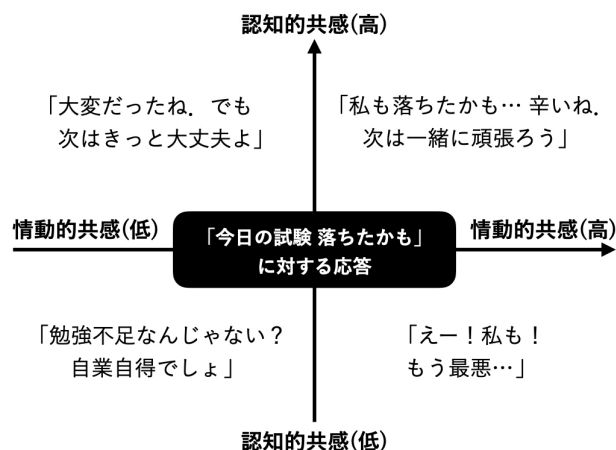 認知的共感(高)
「大変だったね．でも
次はきっと大丈夫よ」
「私も落ちたかも… 辛いね．
次は一緒に頑張ろう」
情動的共感(低)
「今日の試験 落ちたかも」
に対する応答
情動的共感(高)
「勉強不足なんじゃない？
自業自得でしょ」
「えー！私も！
もう最悪…」
認知的共感(低)